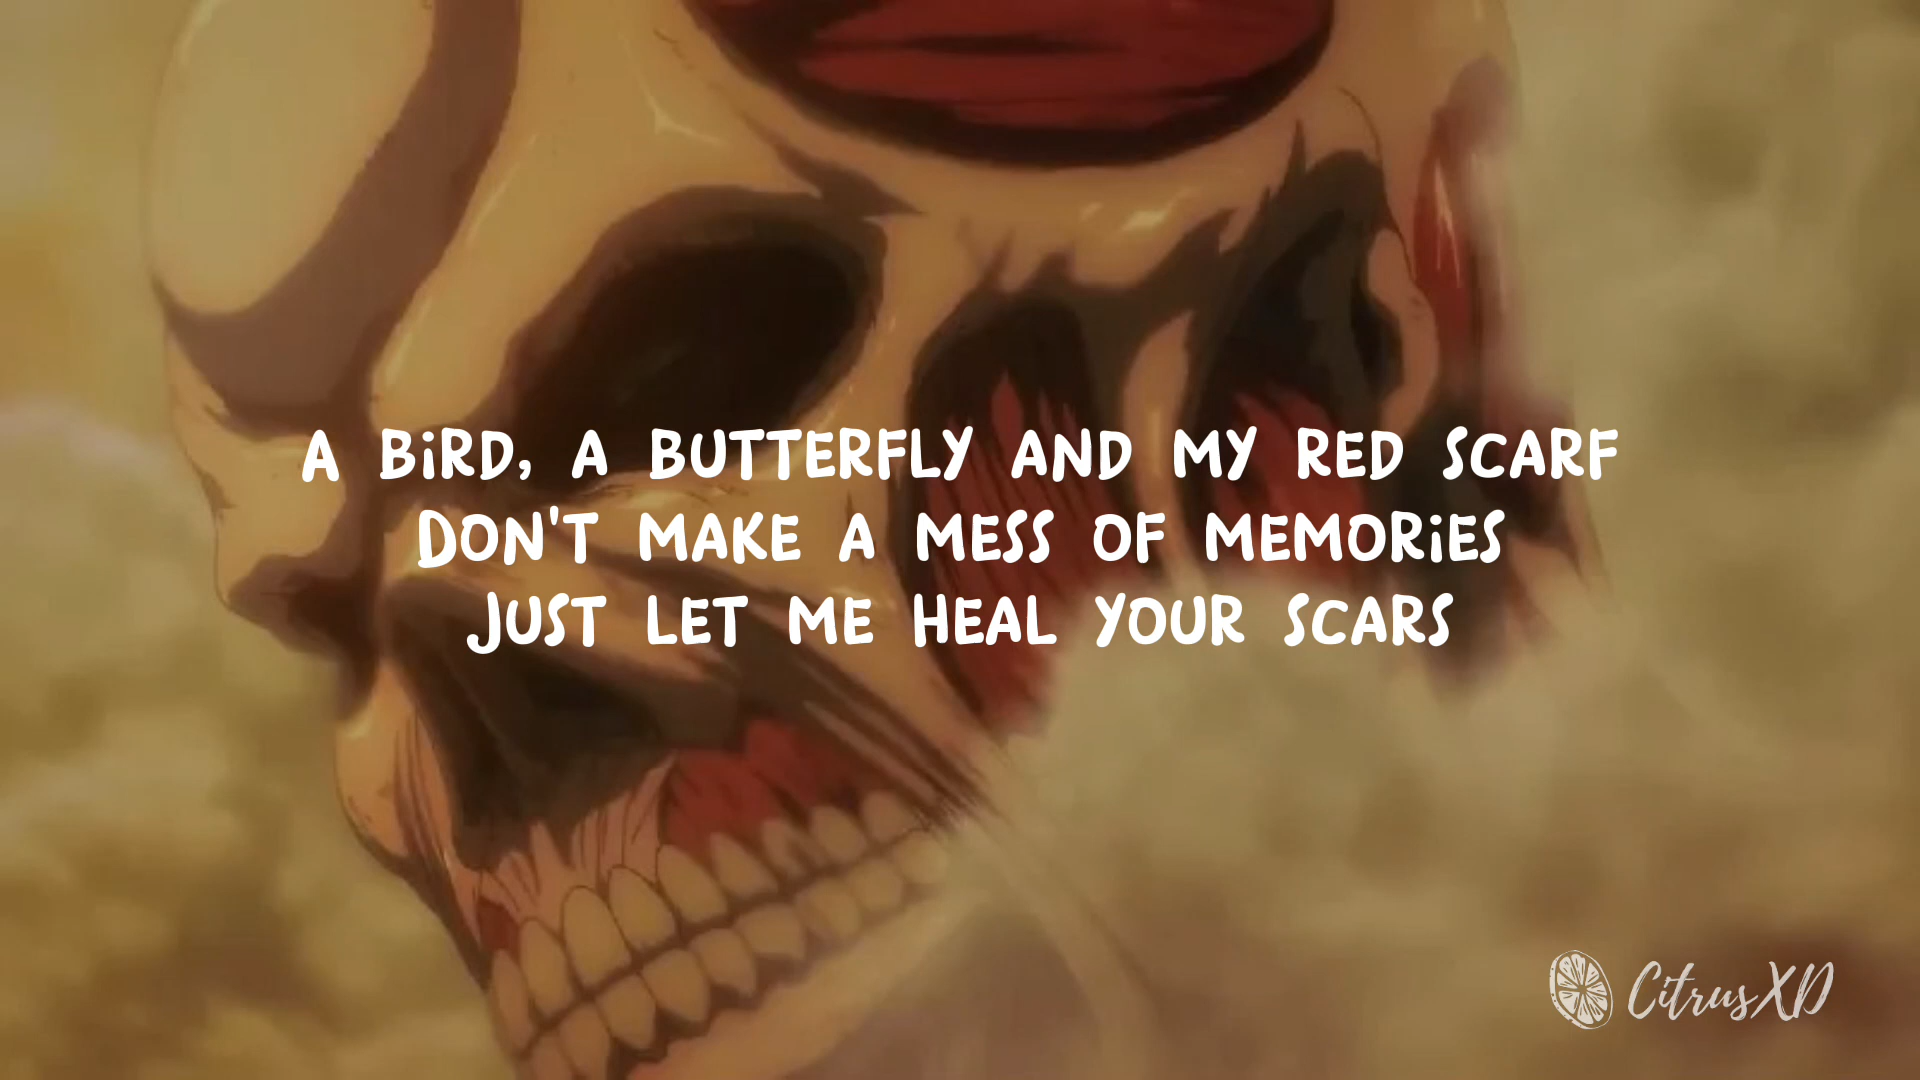 A BiRD, A BUTTERFLY AND MY RED SCARF
DON'T MAKE A MESS OF MEMORiES
JUST LET ME HEAL YOUR SCARS
CitrusXD